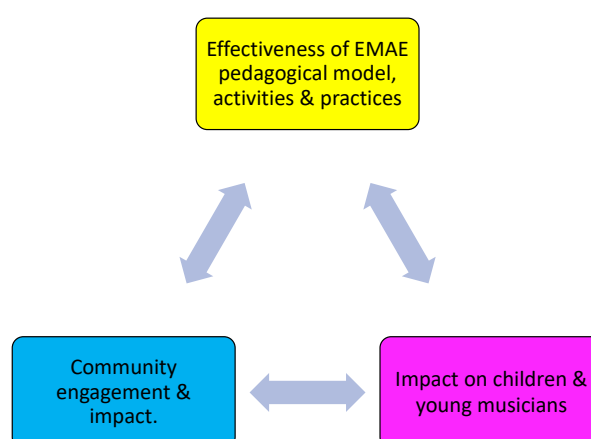 Effectiveness of EMAE
pedagogical model,
activities & practices
Community
engagement &
impact.
Impact on children &
young musicians